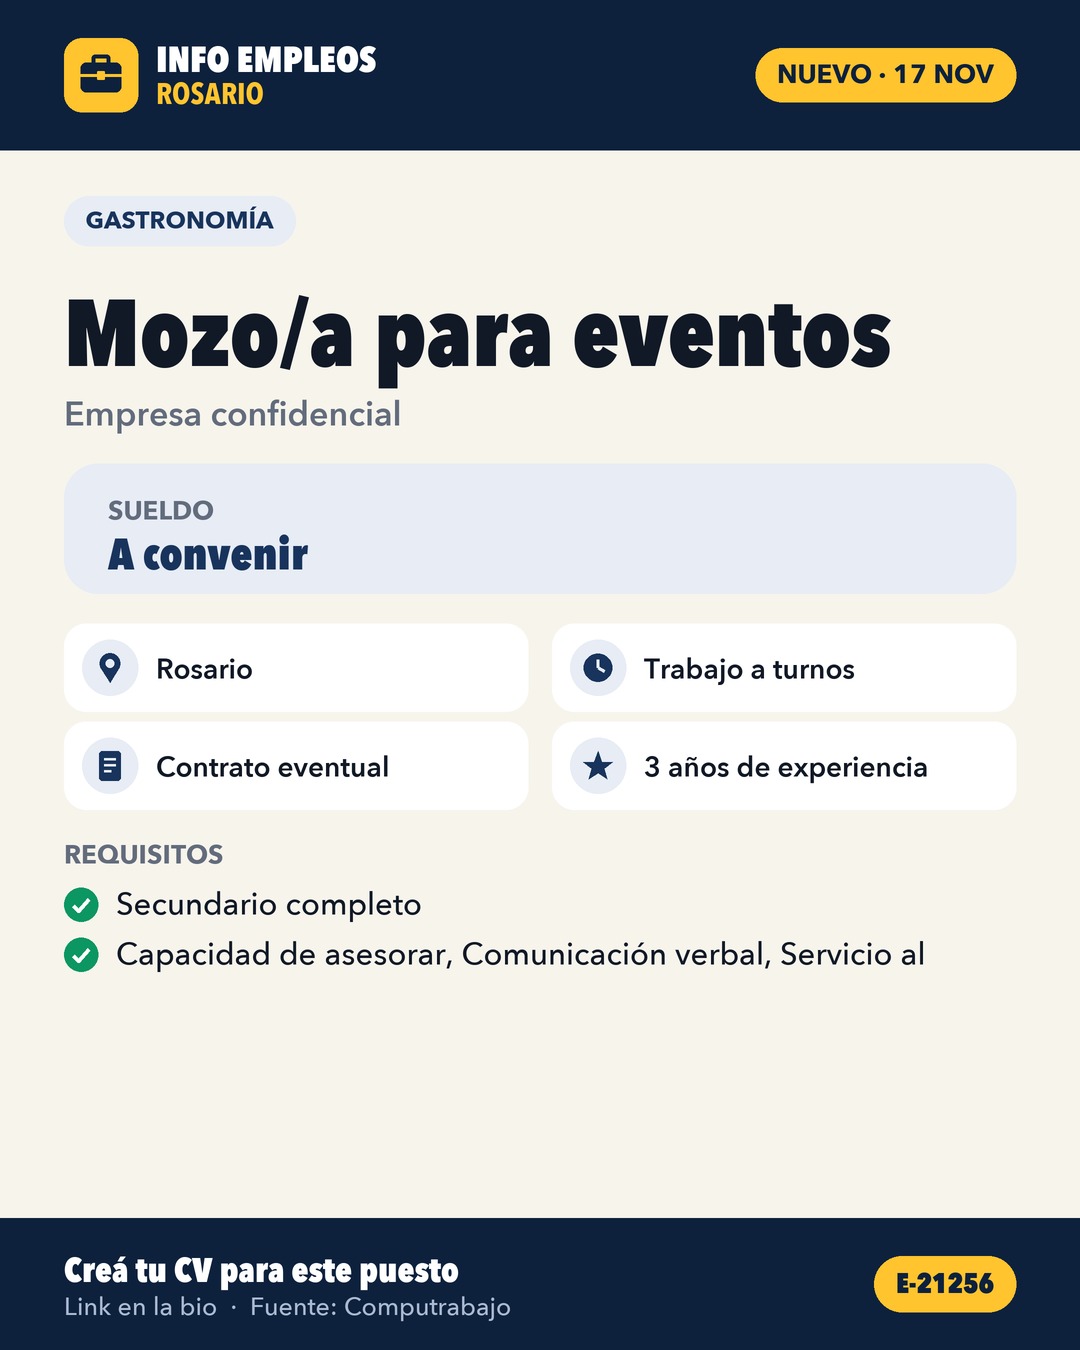 INFO EMPLEOS
ROSARIO
NUEVO · 17 NOV
GASTRONOMÍA
Mozo/a para eventos
Empresa confidencial
SUELDO
A convenir
Rosario
Trabajo a turnos
Contrato eventual
3 años de experiencia
REQUISITOS
Secundario completo
Capacidad de asesorar, Comunicación verbal, Servicio al
Creá tu CV para este puesto
Link en la bio · Fuente: Computrabajo
E-21256